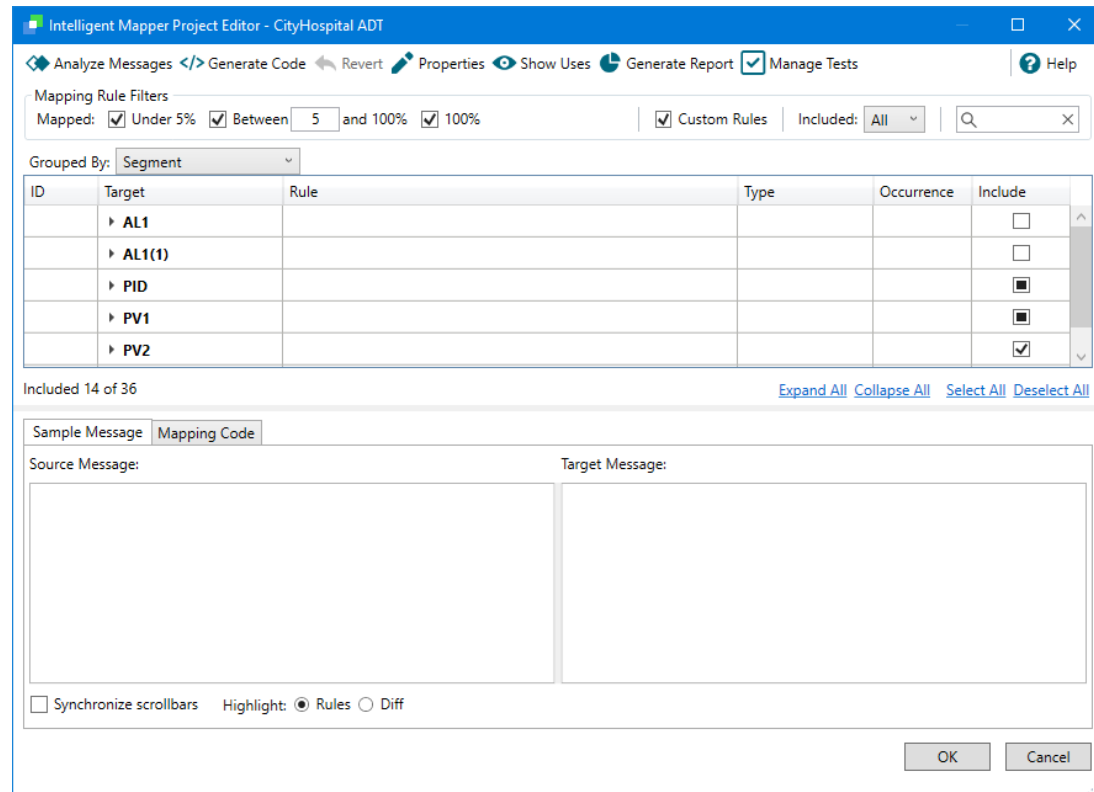 Intelligent Mapper Project Editor - CityHospital ADT
Analyze Messages </> Generate Code Revert Properties Show Uses Generate Report Manage Tests Help
Mapping Rule Filters
Mapped: Under 5% Between 5 and 100% 100% Custom Rules Included: All
Grouped By: Segment
ID Target Rule Type Occurrence Include
AL1
AL1(1)
PID
PV1
PV2
Included 14 of 36 Expand All Collapse All Select All Deselect All
Sample Message Mapping Code
Source Message: Target Message:
Synchronize scrollbars Highlight: Rules Diff
OK Cancel